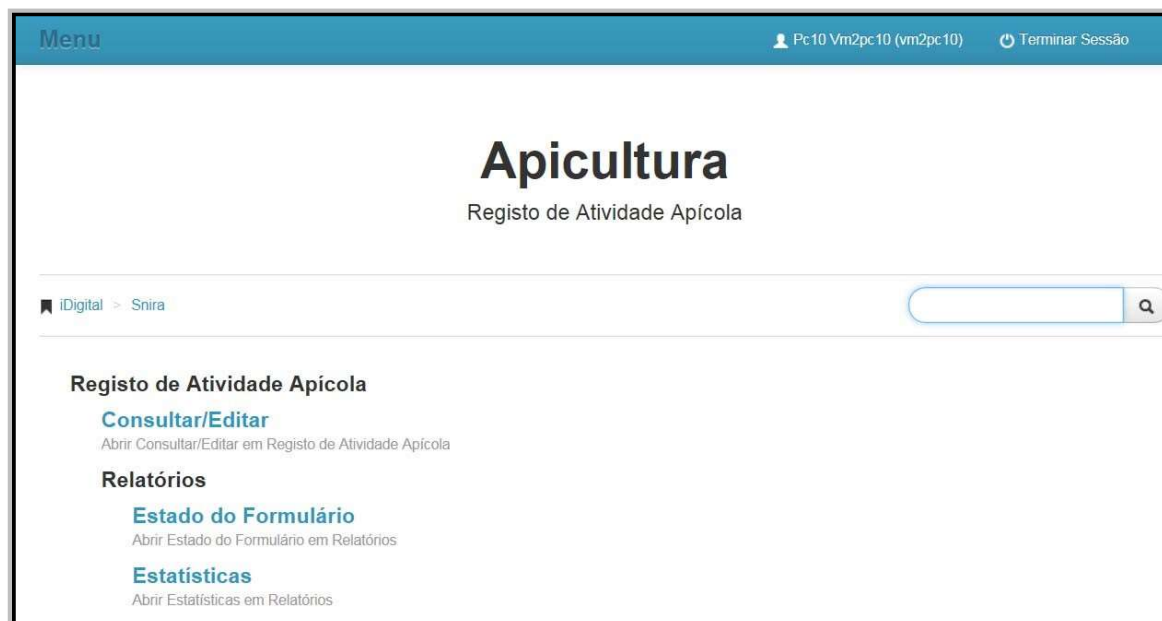 Menu
Pc10 Vm2pc10 (vm2pc10) Terminar Sessão
Apicultura
Registo de Atividade Apícola
iDigital > Snira
Registo de Atividade Apícola
Consultar/Editar
Abrir Consultar/Editar em Registo de Atividade Apícola
Relatórios
Estado do Formulário
Abrir Estado do Formulário em Relatórios
Estatísticas
Abrir Estatísticas em Relatórios